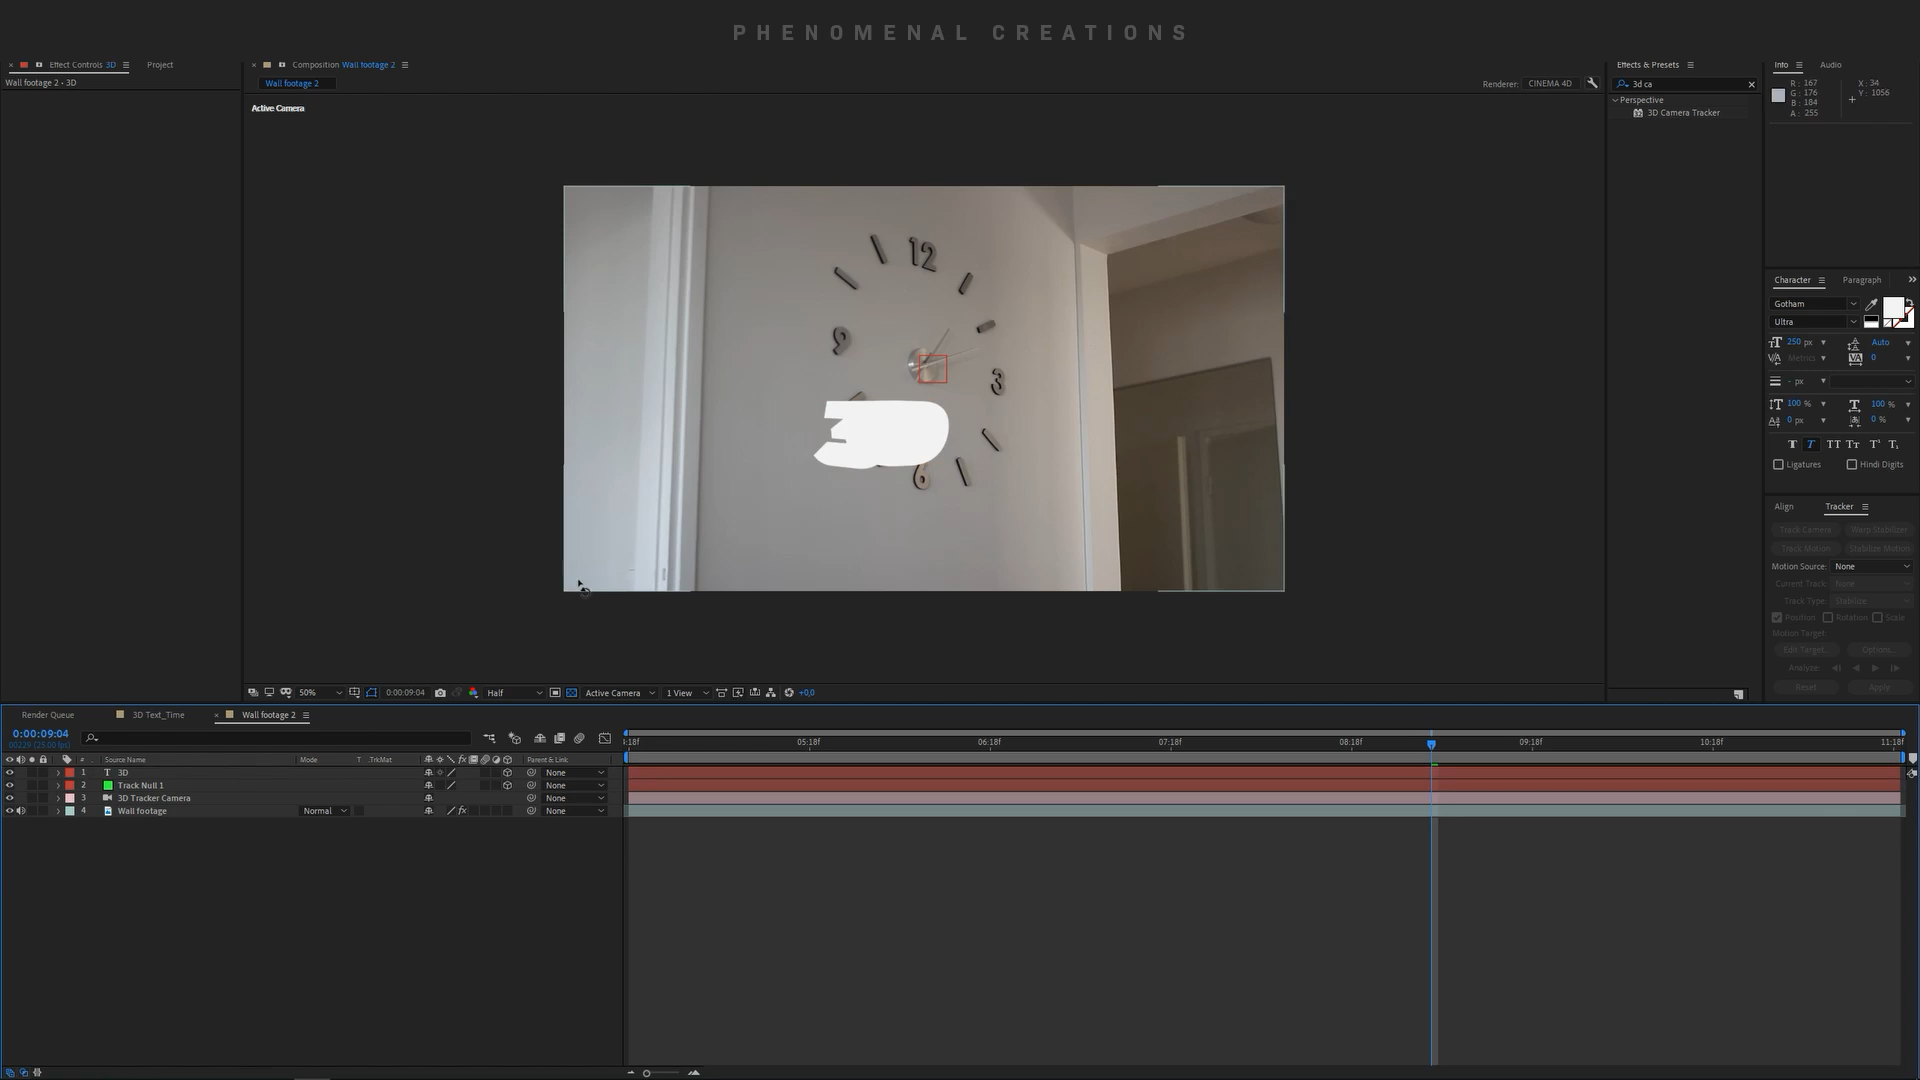 PHENOMENAL CREATIONS
Effect Controls 3D
Project
Wall footage 2 • 3D
Composition Wall footage 2
Wall footage 2
Renderer: CINEMA 4D
Active Camera
12
9
3
6
3D
50%
0:00:09:04
Half
Active Camera
1 View
+0,0
Effects & Presets
3d ca
Perspective
3D Camera Tracker
Info
Audio
R : 167
G : 176
B : 184
A : 255
X : 34
Y : 1056
Character
Paragraph
Gotham
Ultra
250 px
Auto
Metrics
0
- px
100 %
100 %
0 px
0 %
Ligatures
Hindi Digits
Align
Tracker
Track Camera
Warp Stabilizer
Track Motion
Stabilize Motion
Motion Source: None
Current Track: None
Track Type: Stabilize
Position
Rotation
Scale
Motion Target:
Edit Target...
Options...
Analyze:
Reset
Apply
Render Queue
3D Text_Time
Wall footage 2
0:00:09:04
00229 (25.00 fps)
# Source Name Mode T .TrkMat Parent & Link
1 T 3D None
2 Track Null 1 None
3 3D Tracker Camera None
4 Wall footage Normal None
4:18f 05:18f 06:18f 07:18f 08:18f 09:18f 10:18f 11:18f